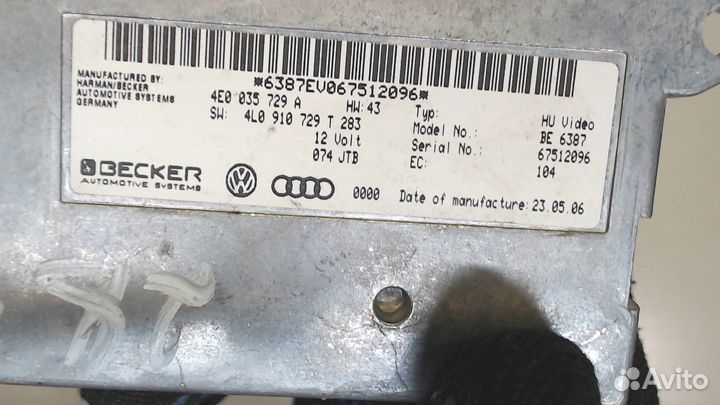 *6387EV067512096*
MANUFACTURED BY:
HARMAN/BECKER
AUTOMOTIVE SYSTEMS
GERMANY
4E0 035 729 A HW: 43
SW: 4L0 910 729 T 283
12 Volt
074 JTB
Typ: HU Video
Model No.: BE 6387
Serial No.: 67512096
EC: 104
BECKER
AUTOMOTIVE SYSTEMS
0000 Date of manufacture: 23.05.06
Avito